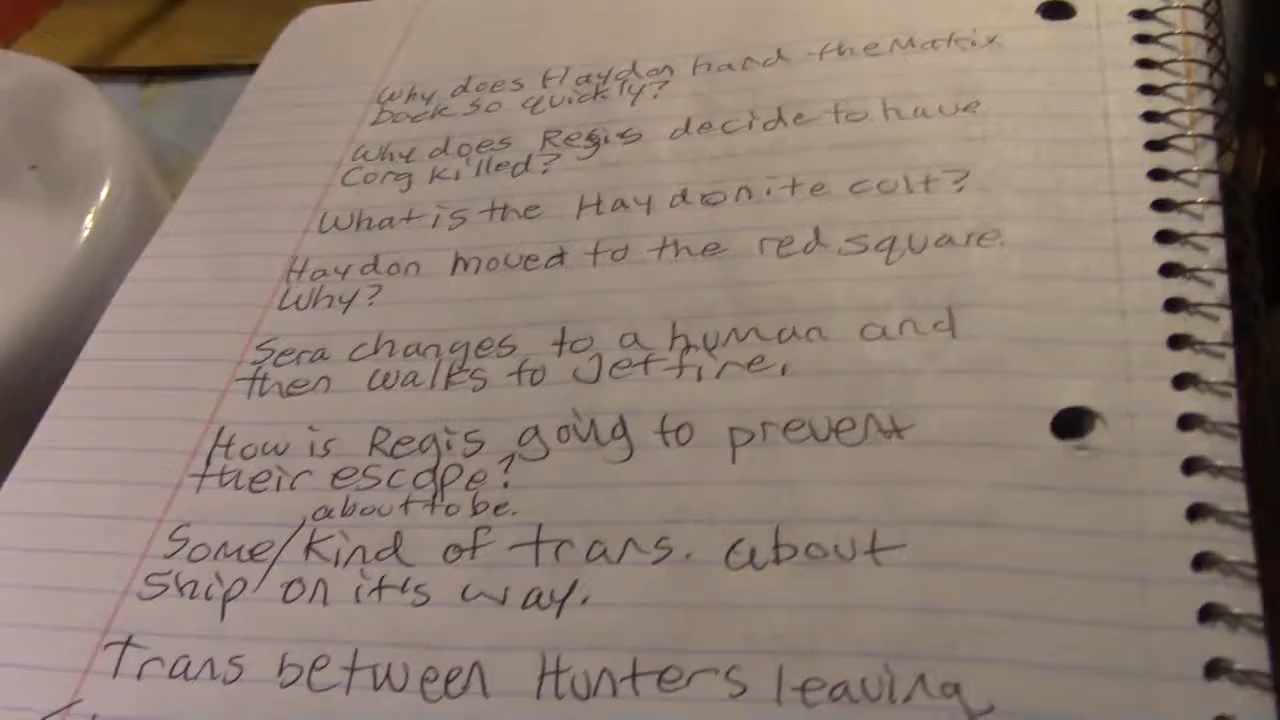 Why does Haydon hand the Matrix
back so quickly?
Why does Regis decide to have
Corg killed?
What is the Haydonite colt?
Haydon moved to the red square.
Why?
Sera changes to a human and
then walks to Jetfire.
How is Regis going to prevent
their escape?
about to be.
Some/kind of trans. about
ship on it's way.
Trans between Hunters leaving